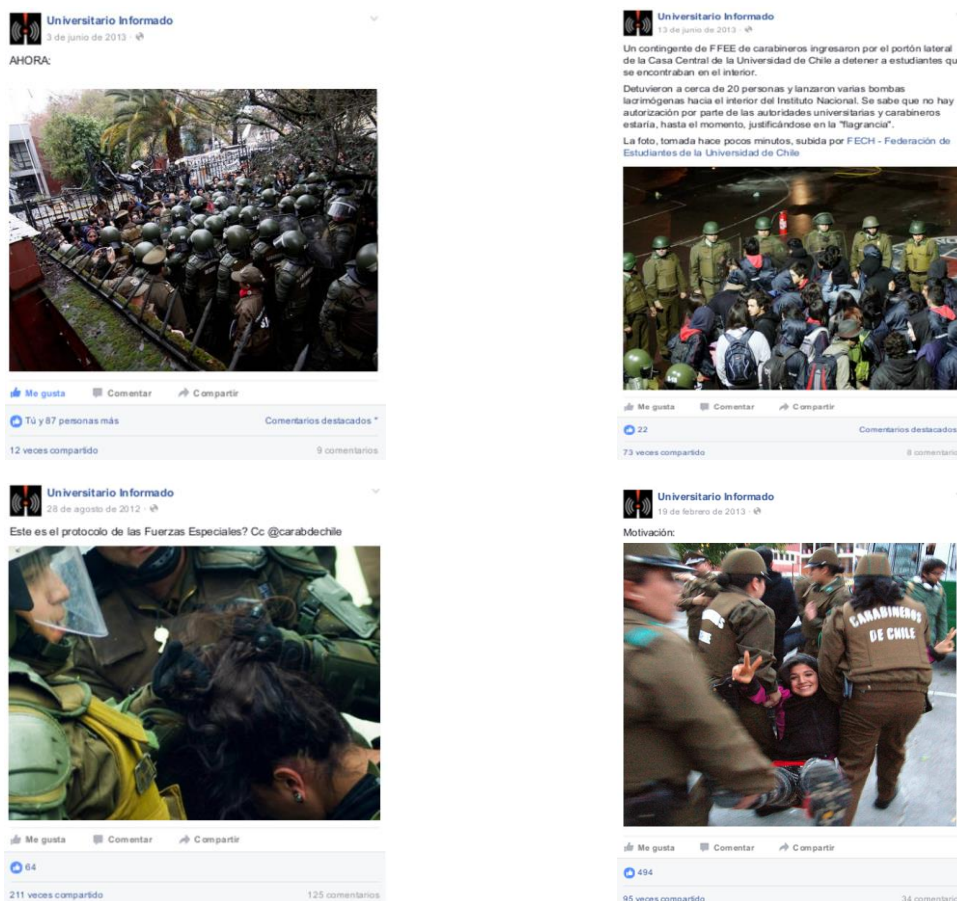 Universitario Informado
3 de junio de 2013
AHORA:
Me gusta Comentar Compartir
Tú y 87 personas más Comentarios destacados
12 veces compartido 9 comentarios
Universitario Informado
13 de junio de 2013
Un contingente de FFEE de carabineros ingresaron por el portón lateral
de la Casa Central de la Universidad de Chile a detener a estudiantes qu
se encontraban en el interior.
Detuvieron a cerca de 20 personas y lanzaron varias bombas
lacrimógenas hacia el interior del Instituto Nacional. Se sabe que no hay
autorización por parte de las autoridades universitarias y carabineros
estaría, hasta el momento, justificándose en la "flagrancia".
La foto, tomada hace pocos minutos, subida por FECH - Federación de
Estudiantes de la Universidad de Chile
Me gusta Comentar Compartir
22 Comentarios destacados
73 veces compartido 8 comentario
Universitario Informado
28 de agosto de 2012
Este es el protocolo de las Fuerzas Especiales? Cc @carabdechile
Me gusta Comentar Compartir
64
211 veces compartido 125 comentarios
Universitario Informado
19 de febrero de 2013
Motivación:
CARABINEROS
DE CHILE
Me gusta Comentar Compartir
494
95 veces compartido 34 comentario